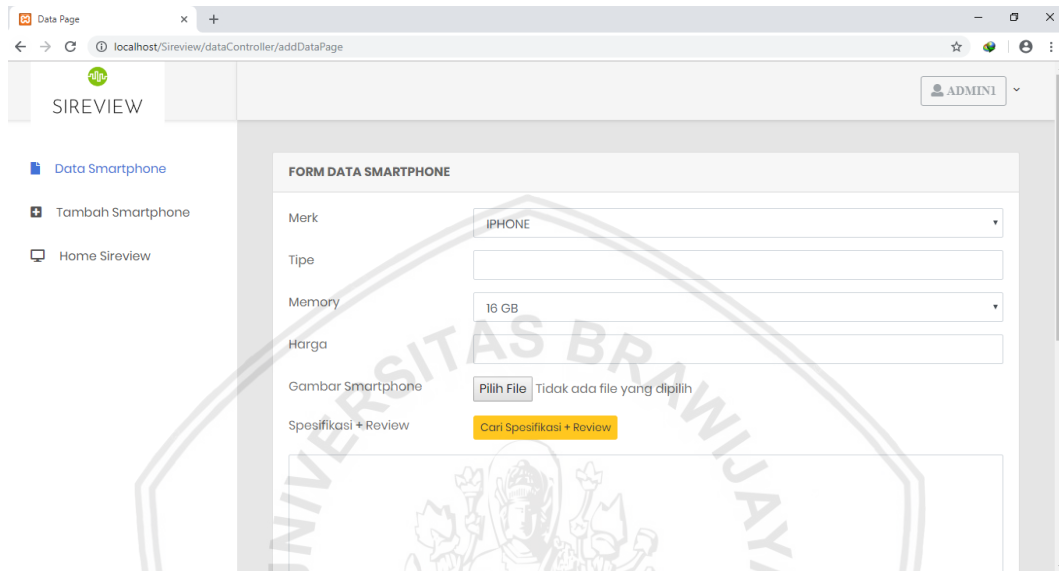 Data Page
localhost/Sireview/dataController/addDataPage
SIREVIEW
ADMIN1
Data Smartphone
Tambah Smartphone
Home Sireview
FORM DATA SMARTPHONE
Merk
IPHONE
Tipe
Memory
16 GB
Harga
Gambar Smartphone
Pilih File Tidak ada file yang dipilih
Spesifikasi + Review
Cari Spesifikasi + Review
UNIVERSITAS BRAWIJAYA